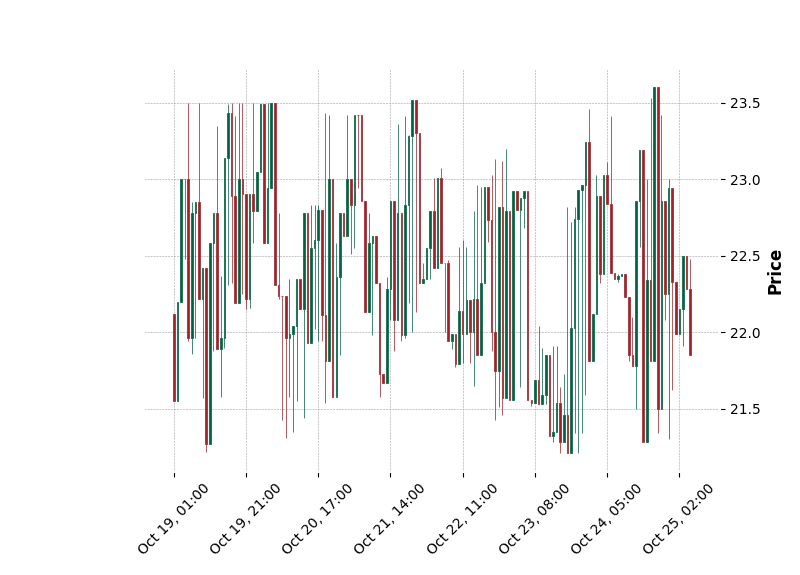 23.5
23.0
22.5
22.0
21.5
Price
Oct 19, 01:00
Oct 19, 21:00
Oct 20, 17:00
Oct 21, 14:00
Oct 22, 11:00
Oct 23, 08:00
Oct 24, 05:00
Oct 25, 02:00